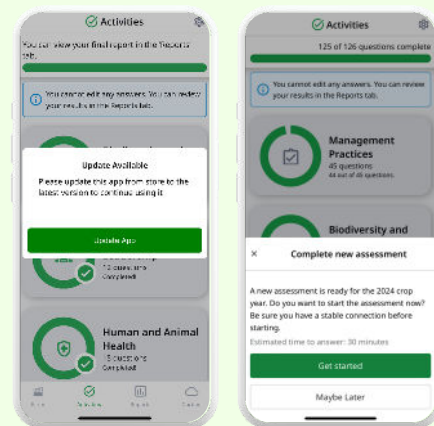 Activities
You can view your final report in the Reports
tab.
You cannot edit any answers. You can review
your results in the Reports tab.
Update Available
Please update this app from store to the
latest version to continue using it
Update App
12 questions
Completed!
Human and Animal
Health
questions
Completed!
Activities
Reports
Activities
125 of 126 questions complete
You cannot edit any answers. You can review
your results in the Reports tab.
Management
Practices
45 questions
44 out of 45 questions
Biodiversity and
Complete new assessment
A new assessment is ready for the 2024 crop
year. Do you want to start the assessment now?
Be sure you have a stable connection before
starting.
Estimated time to answer: 30 minutes
Get started
Maybe Later